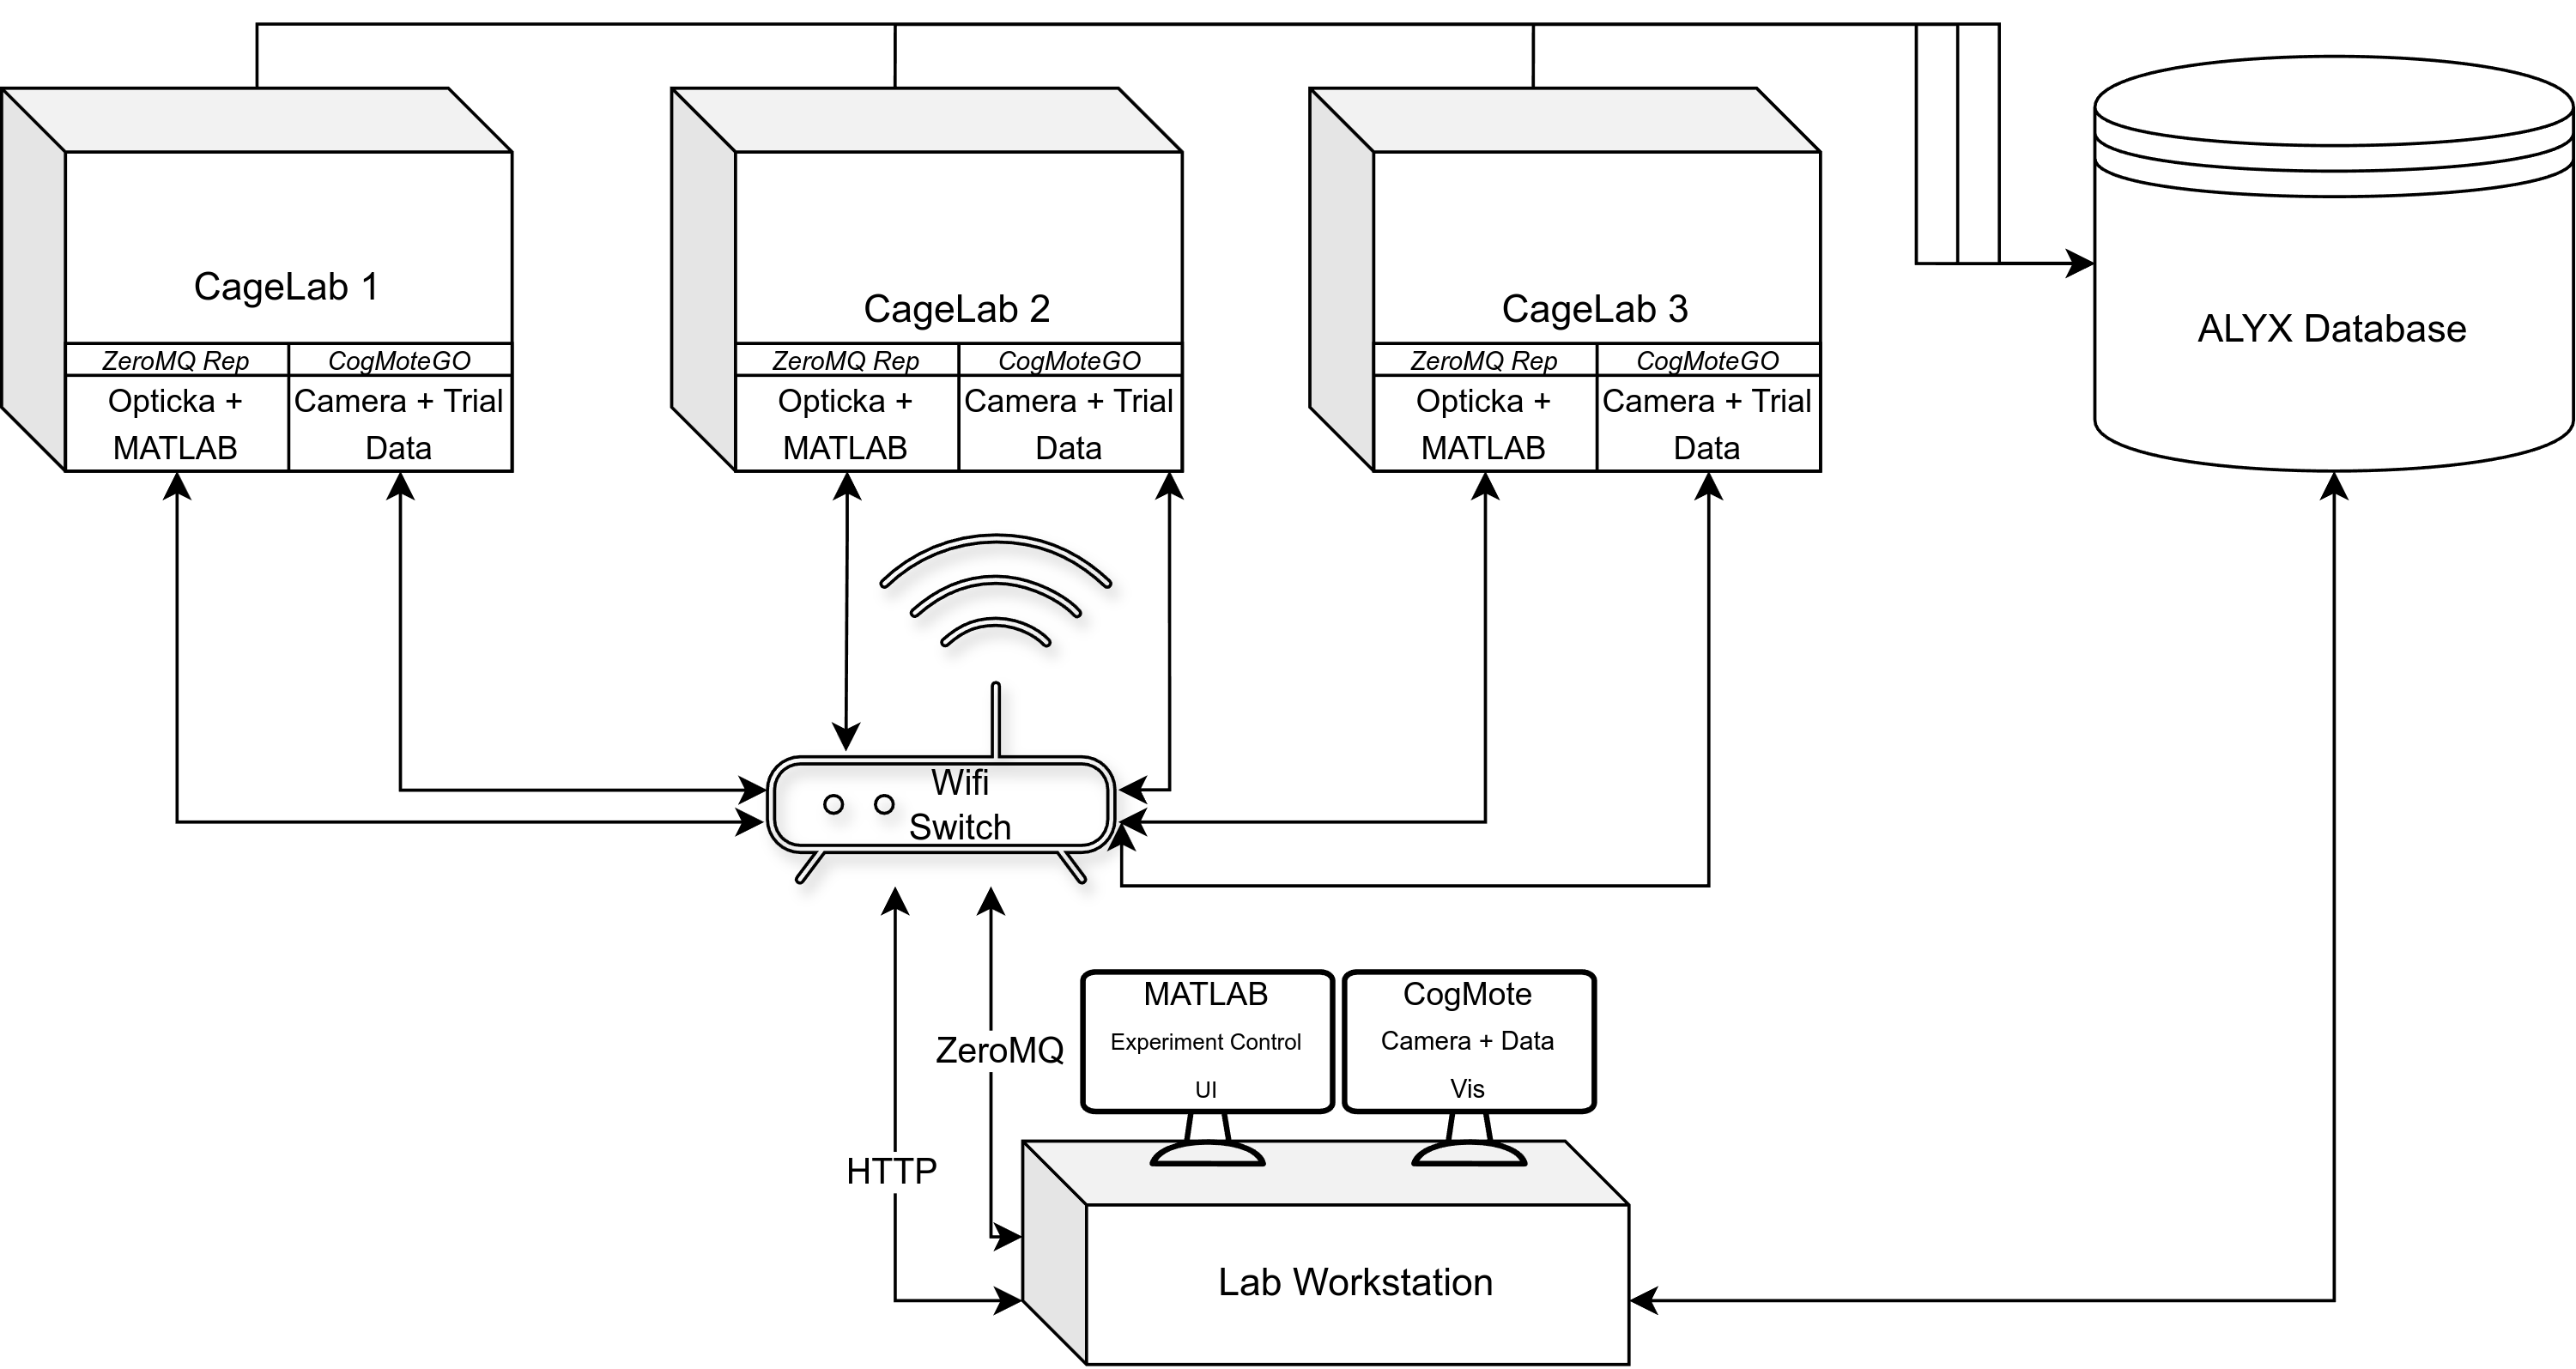 CageLab 1
ZeroMQ Rep
CogMoteGO
Opticka +
MATLAB
Camera + Trial
Data
CageLab 2
ZeroMQ Rep
CogMoteGO
Opticka +
MATLAB
Camera + Trial
Data
CageLab 3
ZeroMQ Rep
CogMoteGO
Opticka +
MATLAB
Camera + Trial
Data
ALYX Database
Wifi
Switch
ZeroMQ
HTTP
MATLAB
Experiment Control
UI
CogMote
Camera + Data
Vis
Lab Workstation